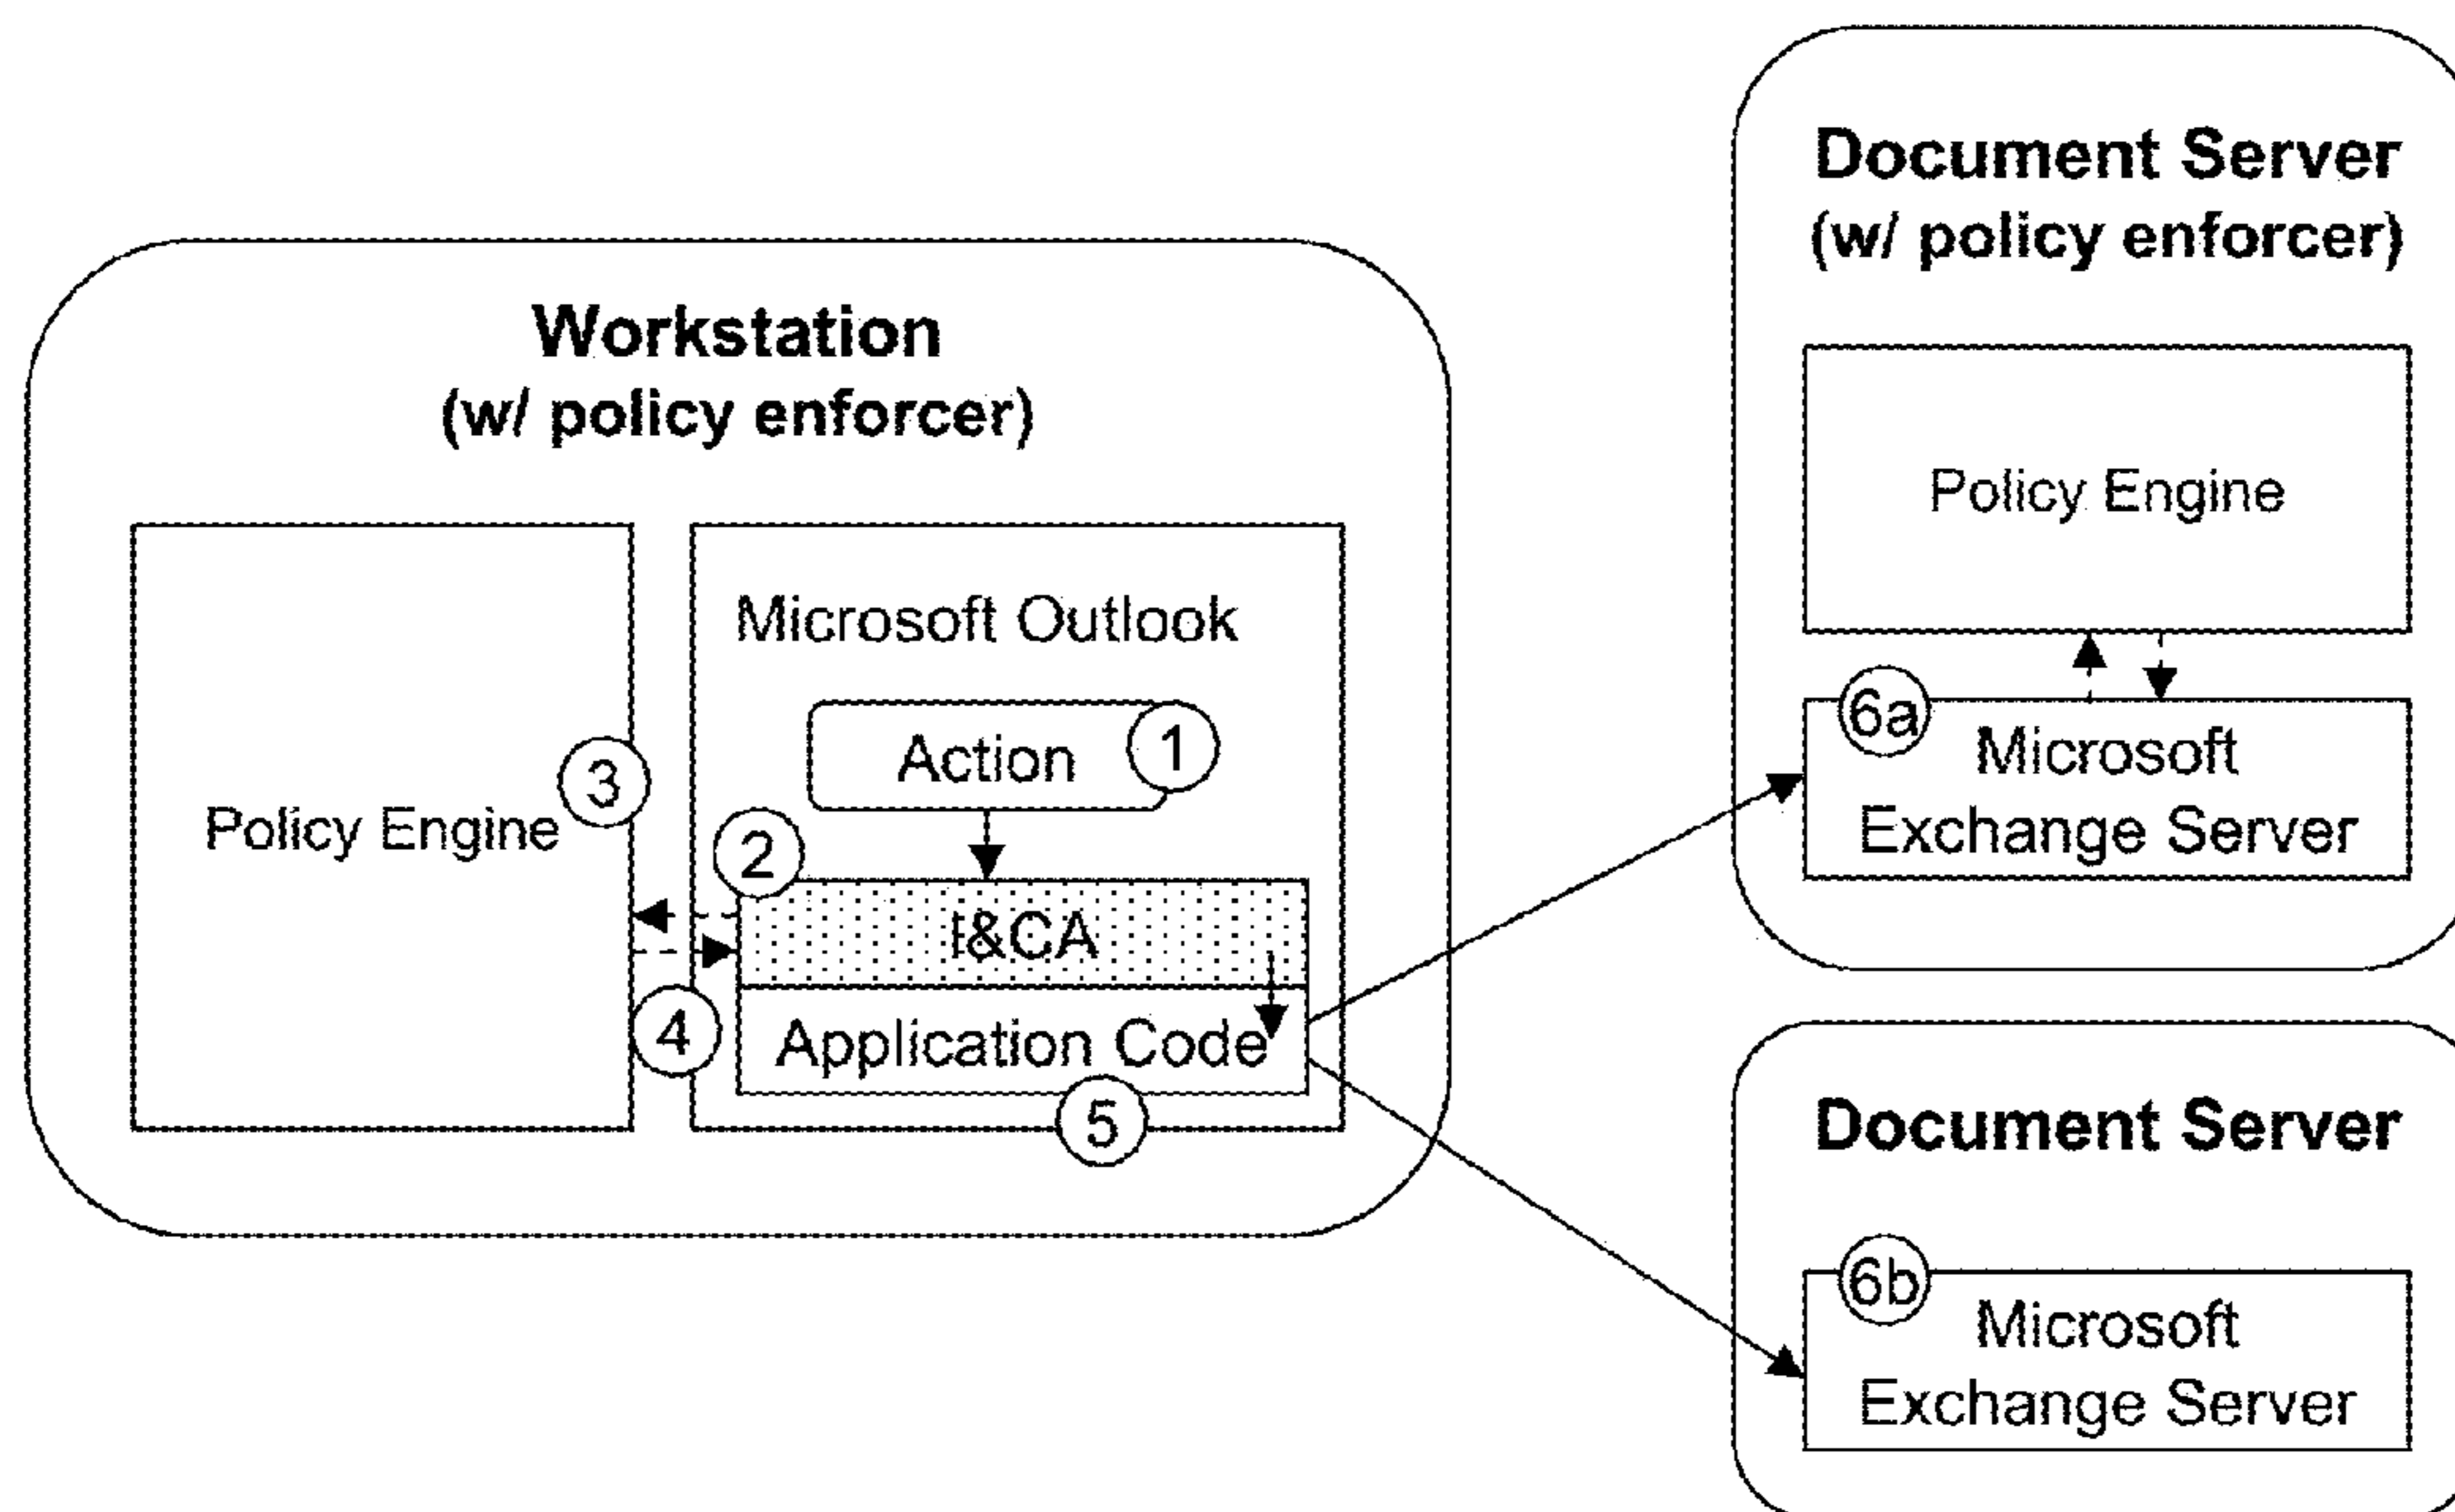 Workstation
(w/ policy enforcer)
Policy Engine
3
Microsoft Outlook
Action
1
2
I&CA
4
Application Code
5
Document Server
(w/ policy enforcer)
Policy Engine
6a
Microsoft
Exchange Server
Document Server
6b
Microsoft
Exchange Server